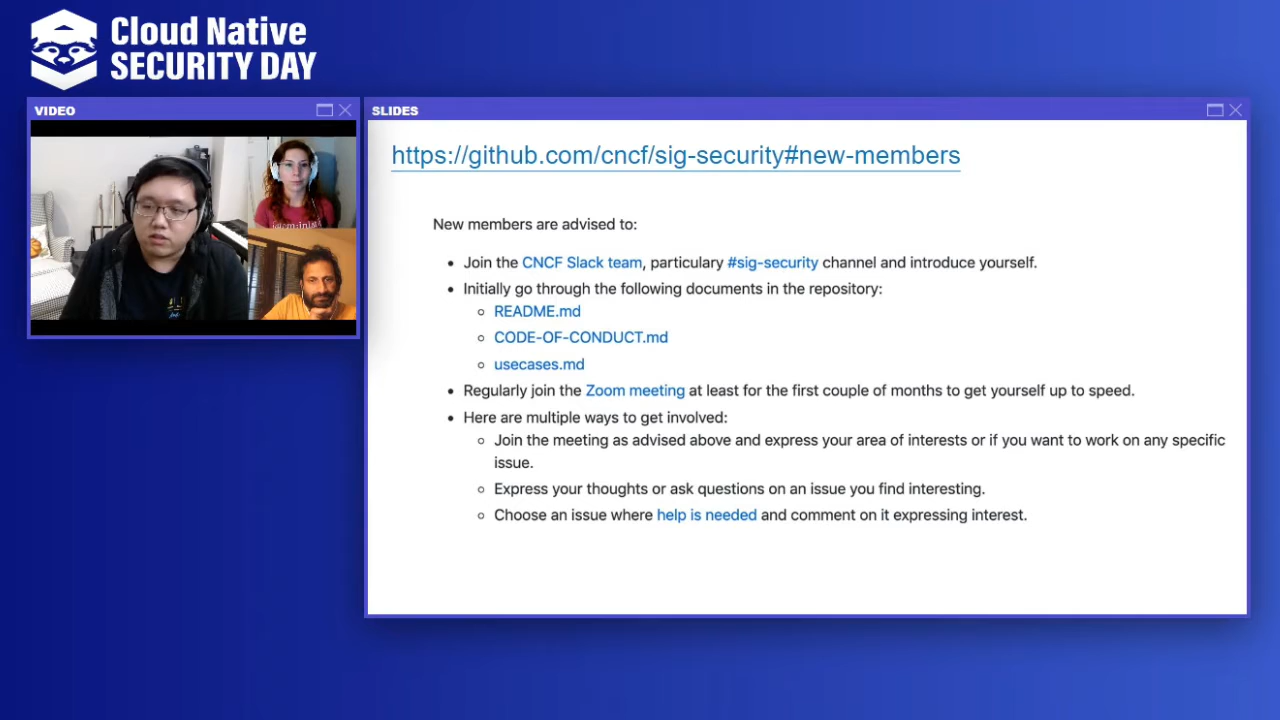 Cloud Native
SECURITY DAY
VIDEO
SLIDES
https://github.com/cncf/sig-security#new-members
New members are advised to:
• Join the CNCF Slack team, particulary #sig-security channel and introduce yourself.
• Initially go through the following documents in the repository:
○ README.md
○ CODE-OF-CONDUCT.md
○ usecases.md
• Regularly join the Zoom meeting at least for the first couple of months to get yourself up to speed.
• Here are multiple ways to get involved:
○ Join the meeting as advised above and express your area of interests or if you want to work on any specific
issue.
○ Express your thoughts or ask questions on an issue you find interesting.
○ Choose an issue where help is needed and comment on it expressing interest.